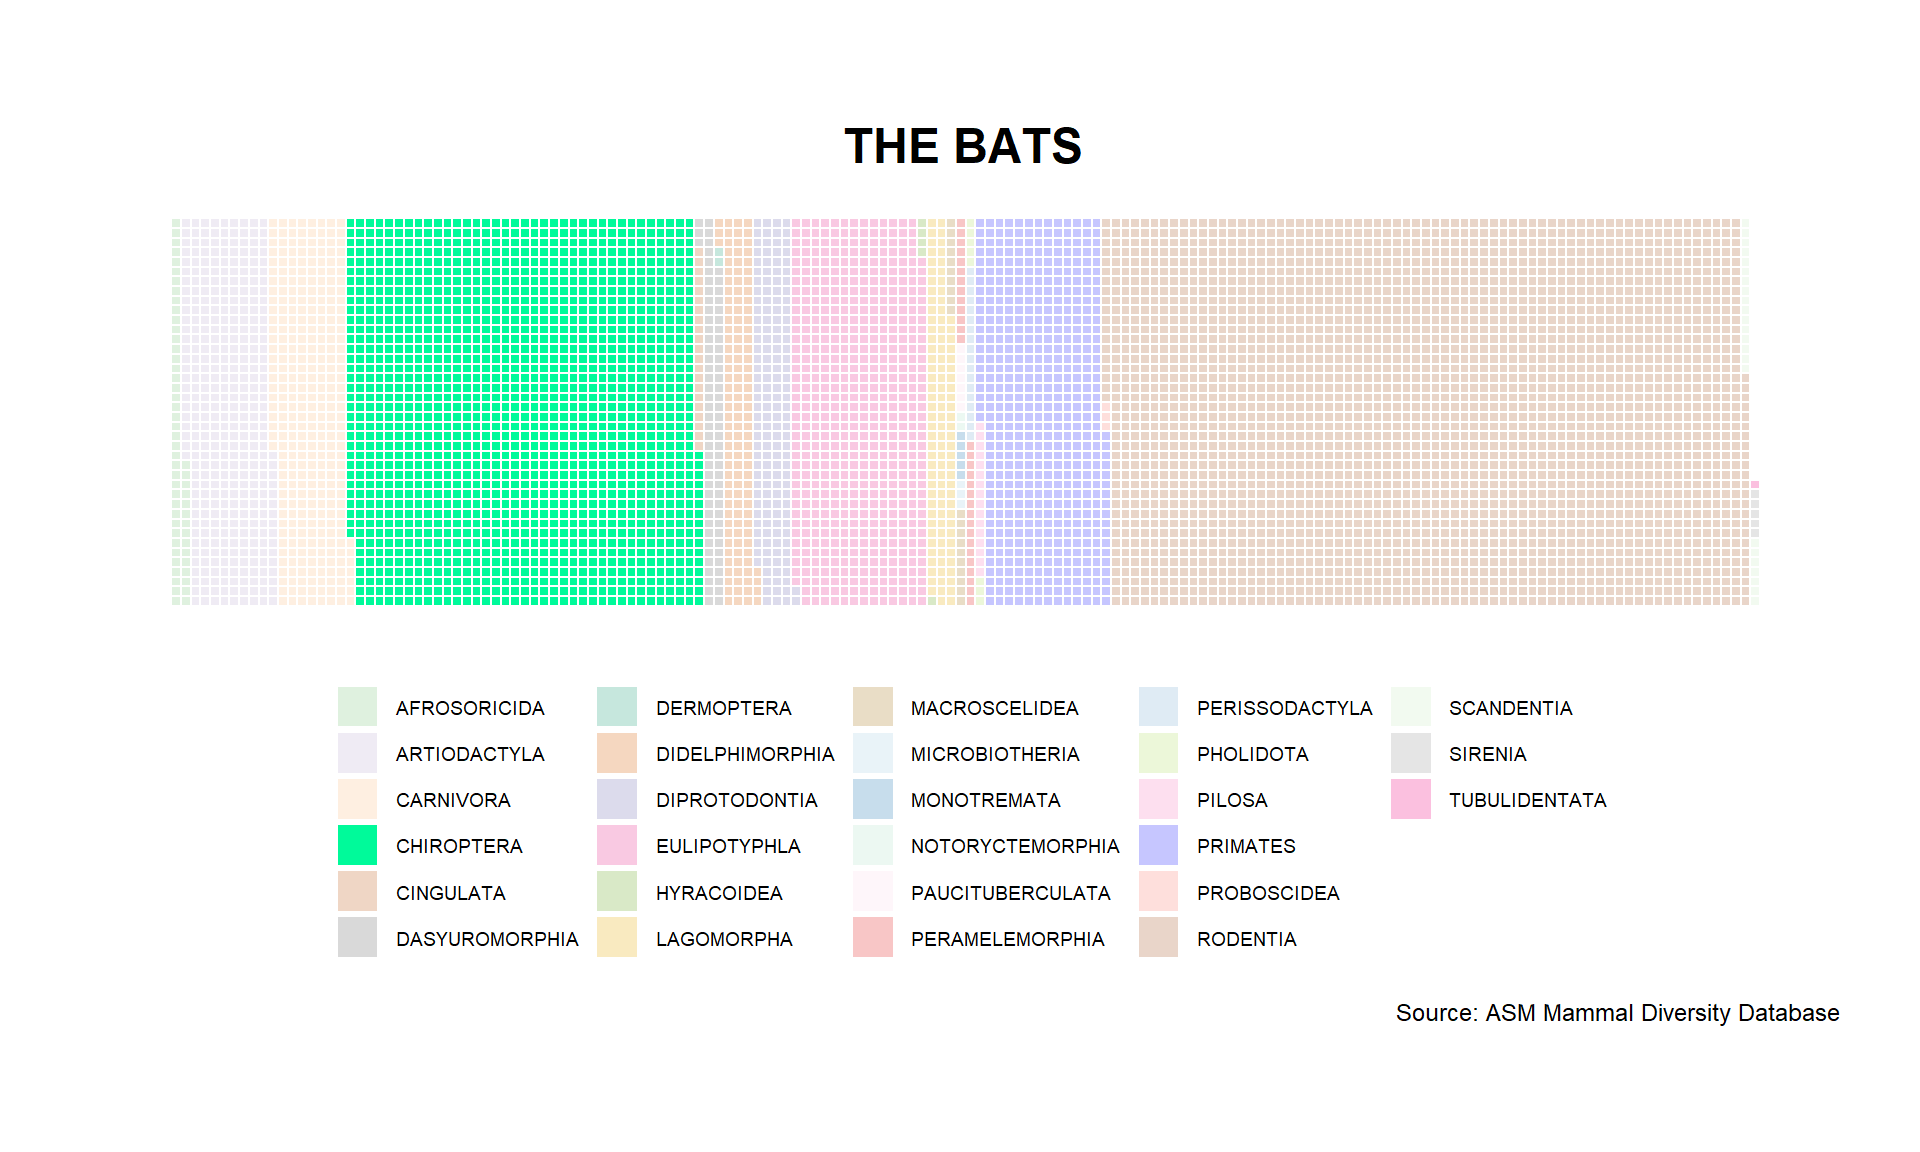 THE BATS
AFROSORICIDA
ARTIODACTYLA
CARNIVORA
CHIROPTERA
CINGULATA
DASYUROMORPHIA
DERMOPTERA
DIDELPHIMORPHIA
DIPROTODONTIA
EULIPOTYPHLA
HYRACOIDEA
LAGOMORPHA
MACROSCELIDEA
MICROBIOTHERIA
MONOTREMATA
NOTORYCTEMORPHIA
PAUCITUBERCULATA
PERAMELEMORPHIA
PERISSODACTYLA
PHOLIDOTA
PILOSA
PRIMATES
PROBOSCIDEA
RODENTIA
SCANDENTIA
SIRENIA
TUBULIDENTATA
Source: ASM Mammal Diversity Database